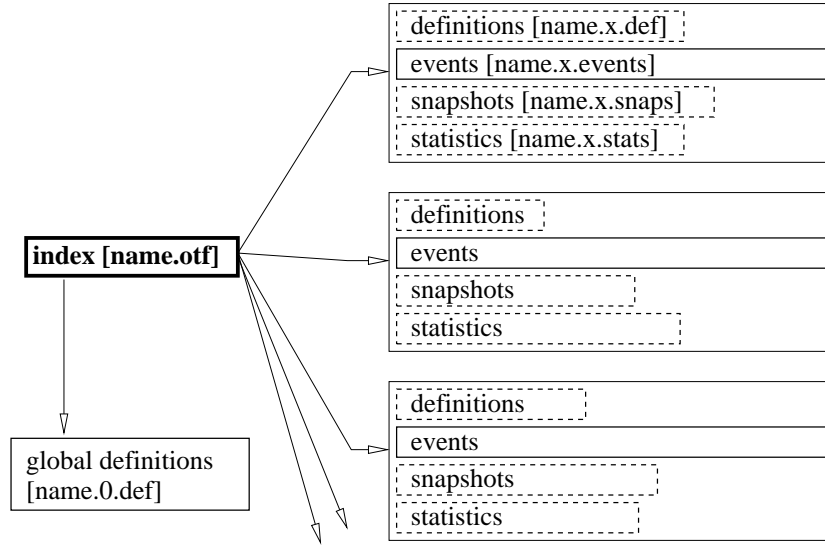 definitions [name.x.def]
events [name.x.events]
snapshots [name.x.snaps]
statistics [name.x.stats]
definitions
events
snapshots
statistics
index [name.otf]
definitions
events
snapshots
statistics
global definitions
[name.0.def]